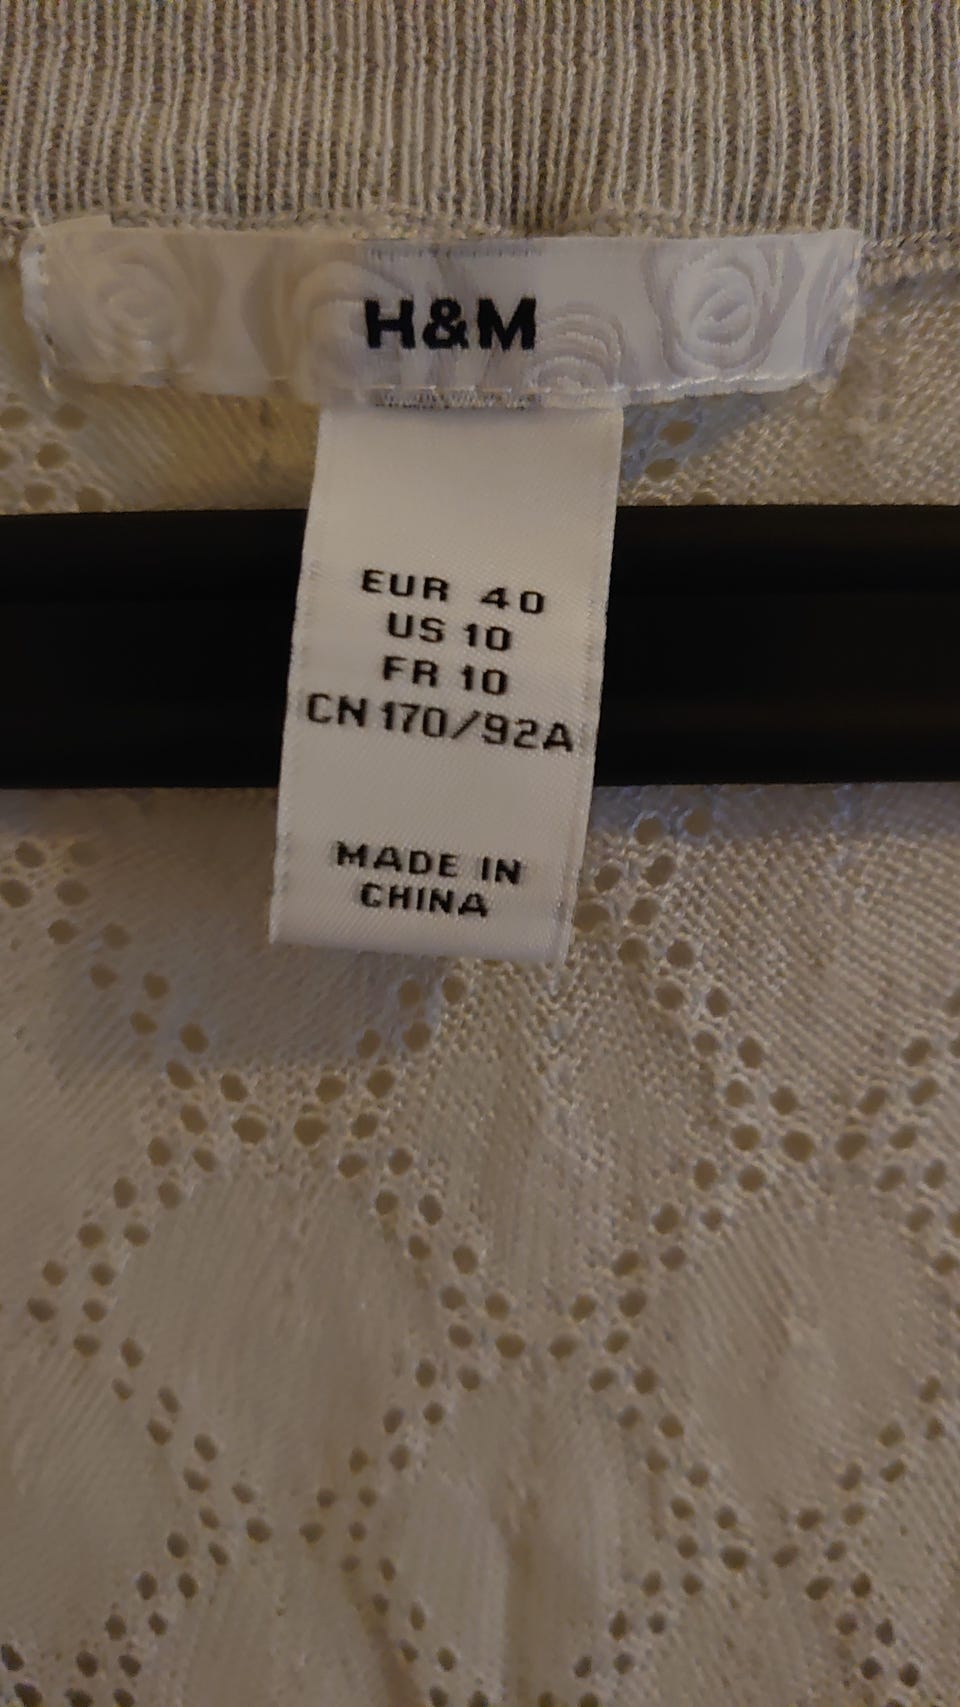 H&M
EUR 40
US 10
FR 10
CN 170/92A
MADE IN
CHINA